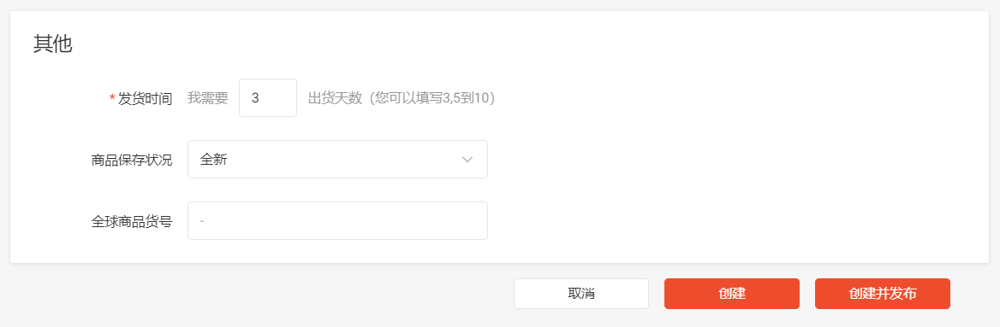 其他
* 发货时间 我需要 3 出货天数（您可以填写3,5到10）
商品保存状况 全新
全球商品货号 -
取消 创建 创建并发布